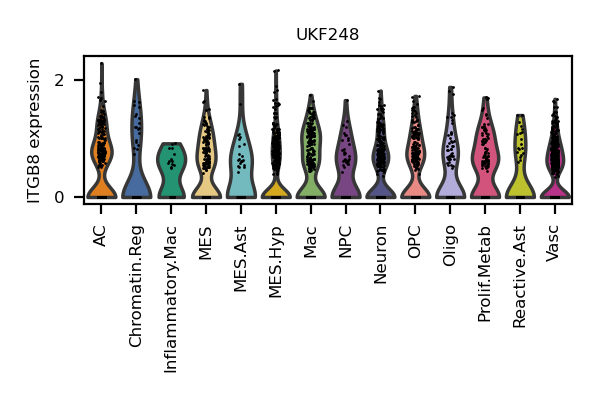 UKF248
ITGB8 expression
2
0
AC
Chromatin.Reg
Inflammatory.Mac
MES
MES.Ast
MES.Hyp
Mac
NPC
Neuron
OPC
Oligo
Prolif.Metab
Reactive.Ast
Vasc